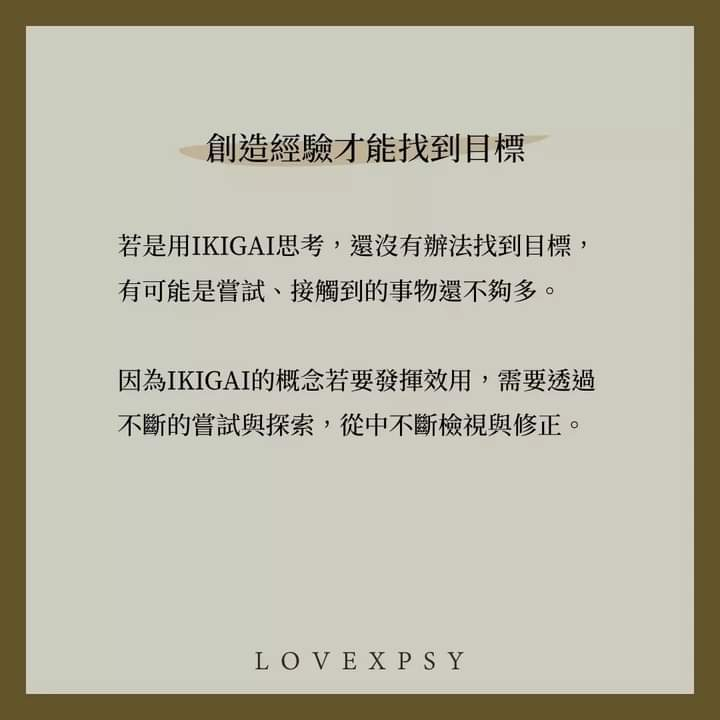 創造經驗才能找到目標
若是用IKIGAI思考，還沒有辦法找到目標，
有可能是嘗試、接觸到的事物還不夠多。
因為IKIGAI的概念若要發揮效用，需要透過
不斷的嘗試與探索，從中不斷檢視與修正。
LOVEXPSY